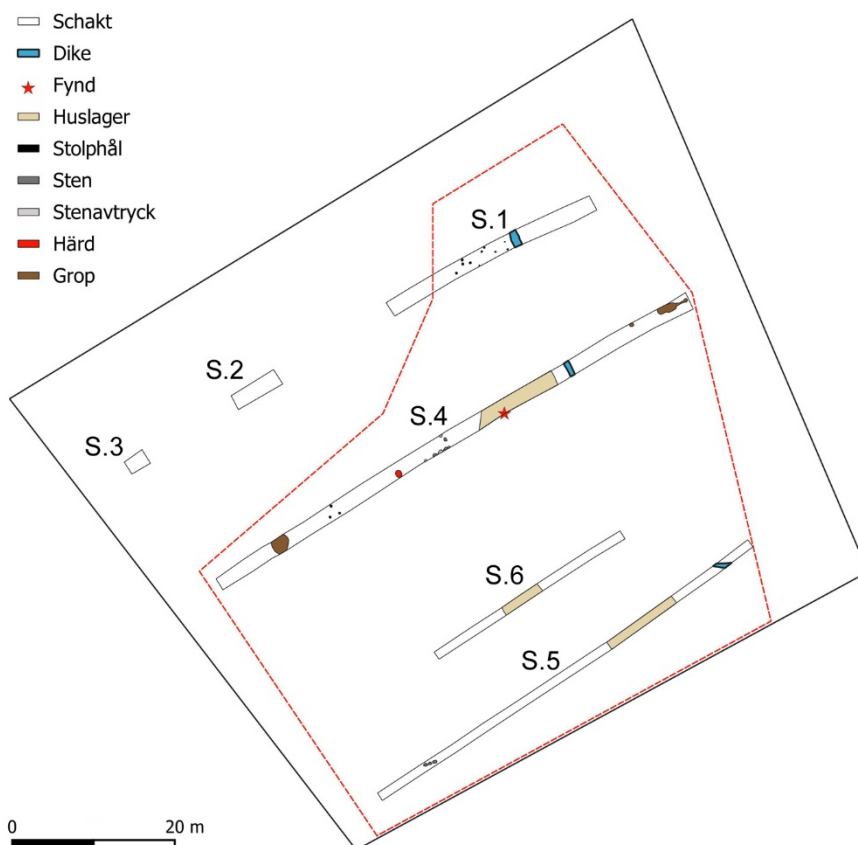 Schakt
Dike
Fynd
Huslager
Stolphål
Sten
Stenavtryck
Härd
Grop
S.1
S.2
S.3
S.4
S.6
S.5
0 20 m